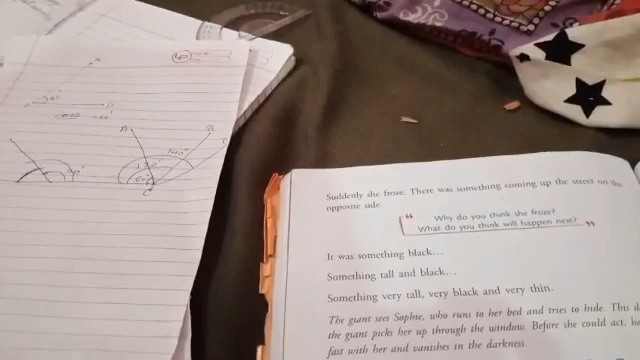 A
60°
A
B
120°
140°
60°
C
Suddenly she froze. There was something coming up the street on the
opposite side.
“ Why do you think she froze?
What do you think will happen next? ”
It was something black...
Something tall and black...
Something very tall, very black and very thin.
The giant sees Sophie, who runs to her bed and tries to hide. This
the giant picks her up through the window. Before she could act, he
fast with her and vanishes in the darkness.